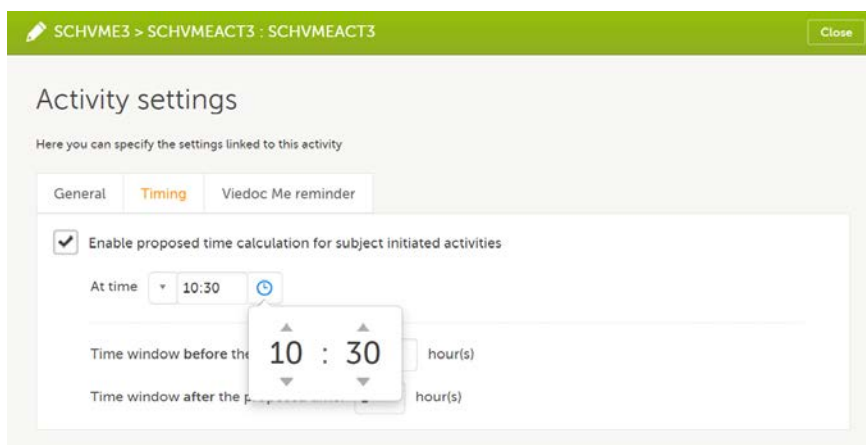 SCHVME3 > SCHVMEACT3 : SCHVMEACT3
Close
Activity settings
Here you can specify the settings linked to this activity
General Timing Viedoc Me reminder
Enable proposed time calculation for subject initiated activities
At time 10:30
10 : 30
Time window before the hour(s)
Time window after the hour(s)